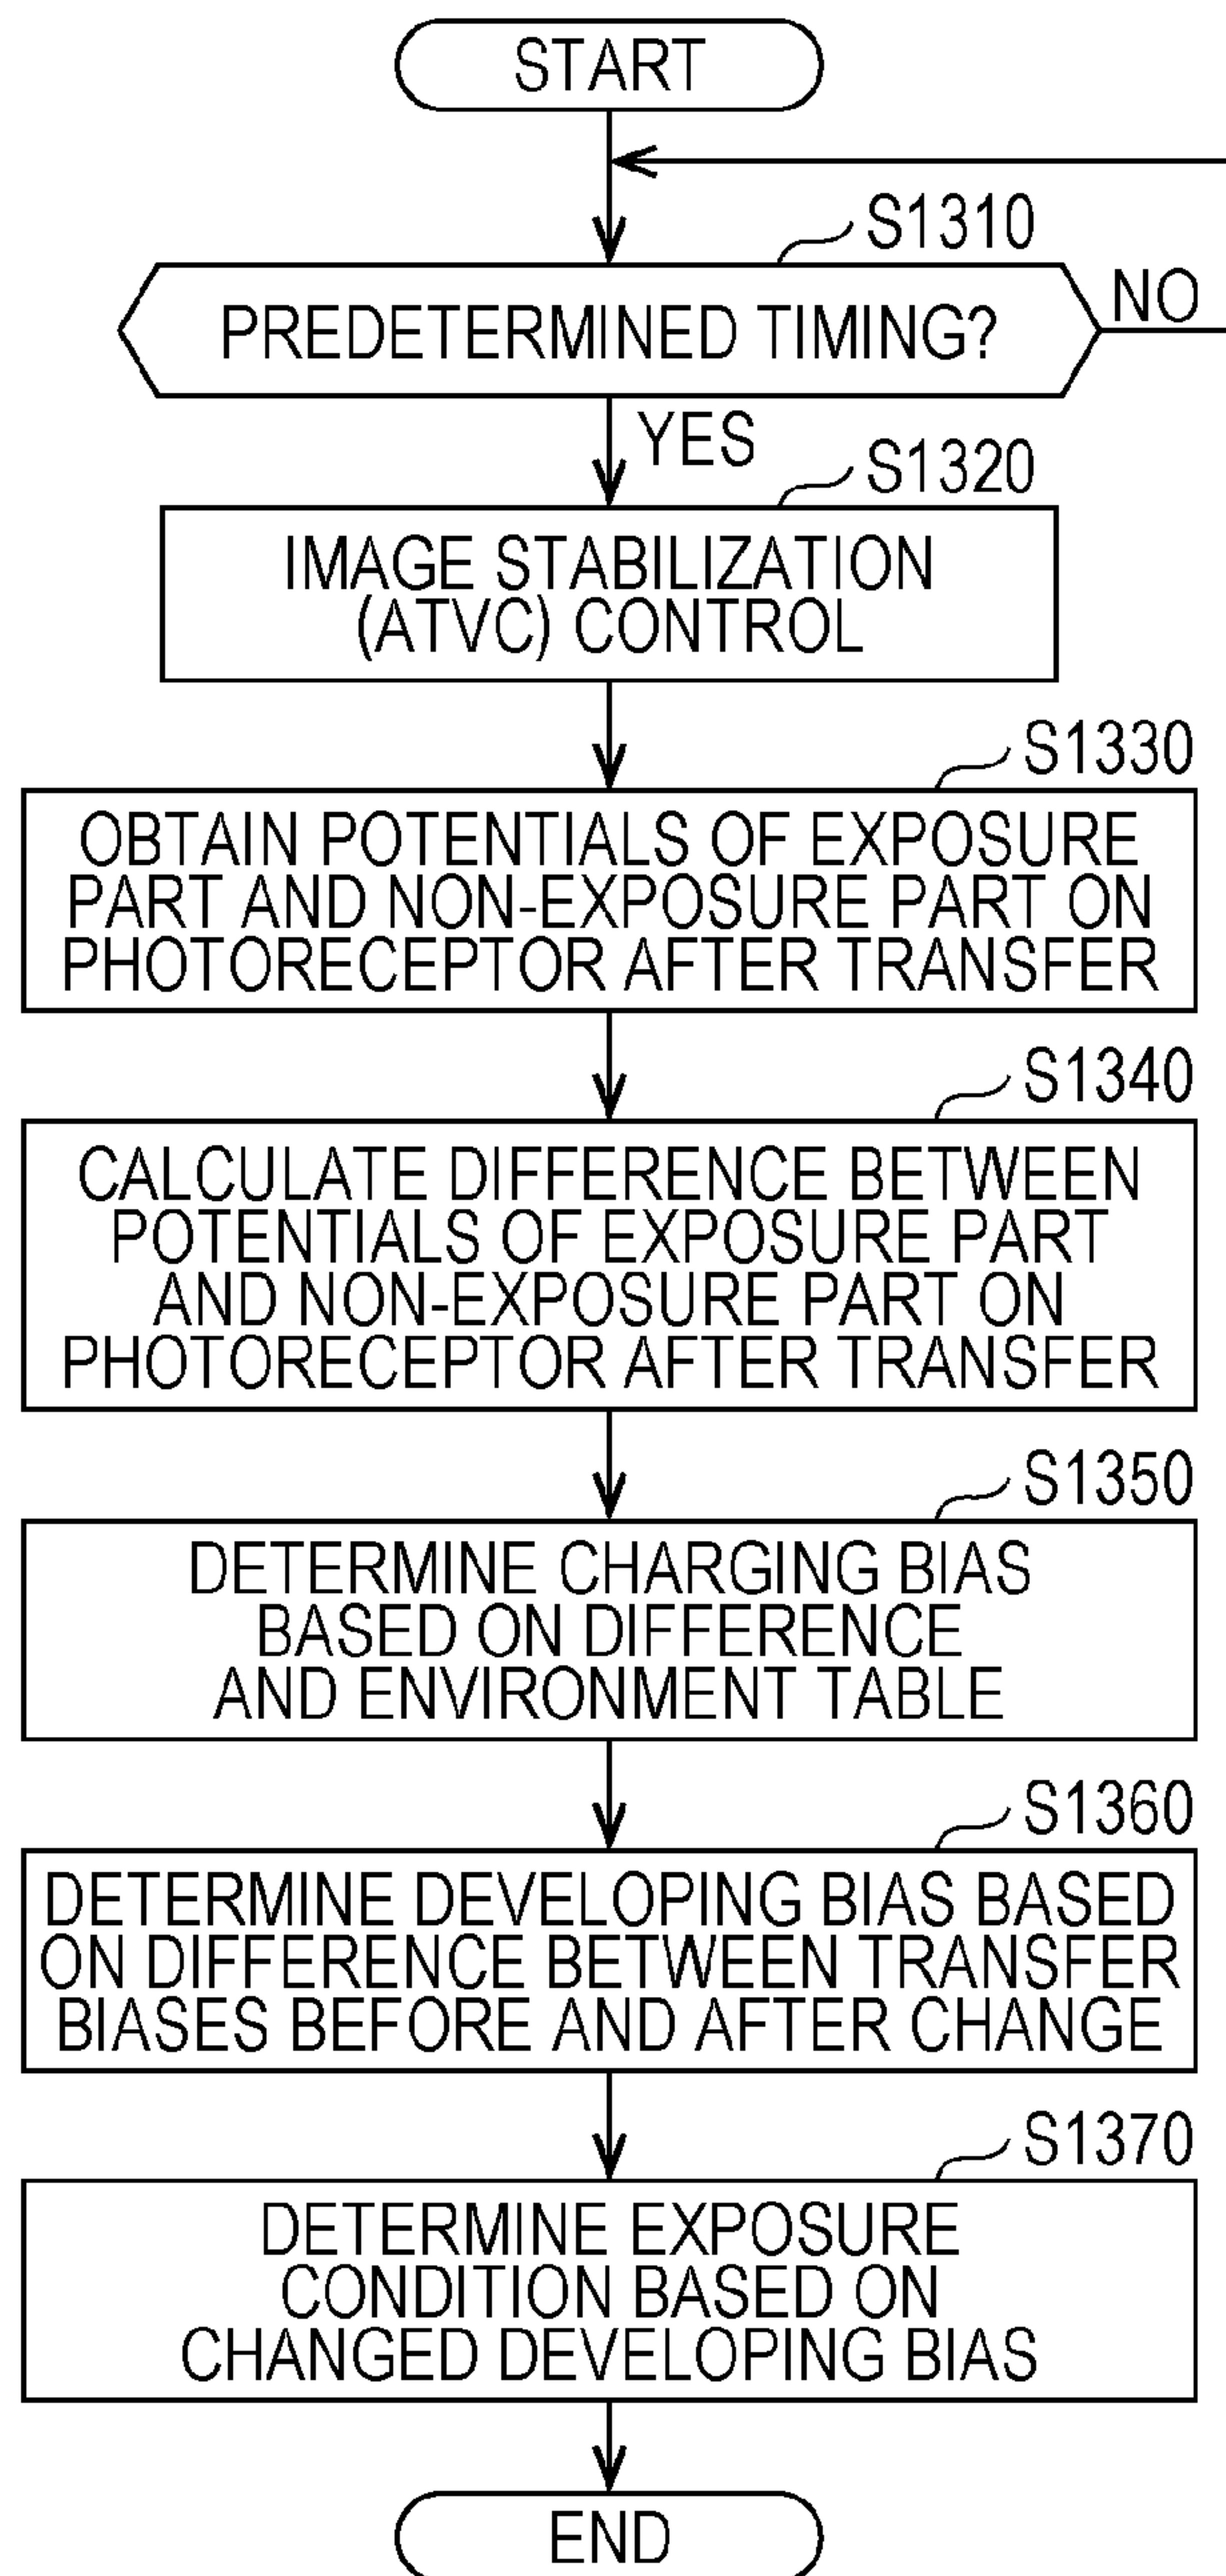 START
S1310
PREDETERMINED TIMING?
NO
YES
S1320
IMAGE STABILIZATION
(ATVC) CONTROL
S1330
OBTAIN POTENTIALS OF EXPOSURE
PART AND NON-EXPOSURE PART ON
PHOTORECEPTOR AFTER TRANSFER
S1340
CALCULATE DIFFERENCE BETWEEN
POTENTIALS OF EXPOSURE PART
AND NON-EXPOSURE PART ON
PHOTORECEPTOR AFTER TRANSFER
S1350
DETERMINE CHARGING BIAS
BASED ON DIFFERENCE
AND ENVIRONMENT TABLE
S1360
DETERMINE DEVELOPING BIAS BASED
ON DIFFERENCE BETWEEN TRANSFER
BIASES BEFORE AND AFTER CHANGE
S1370
DETERMINE EXPOSURE
CONDITION BASED ON
CHANGED DEVELOPING BIAS
END